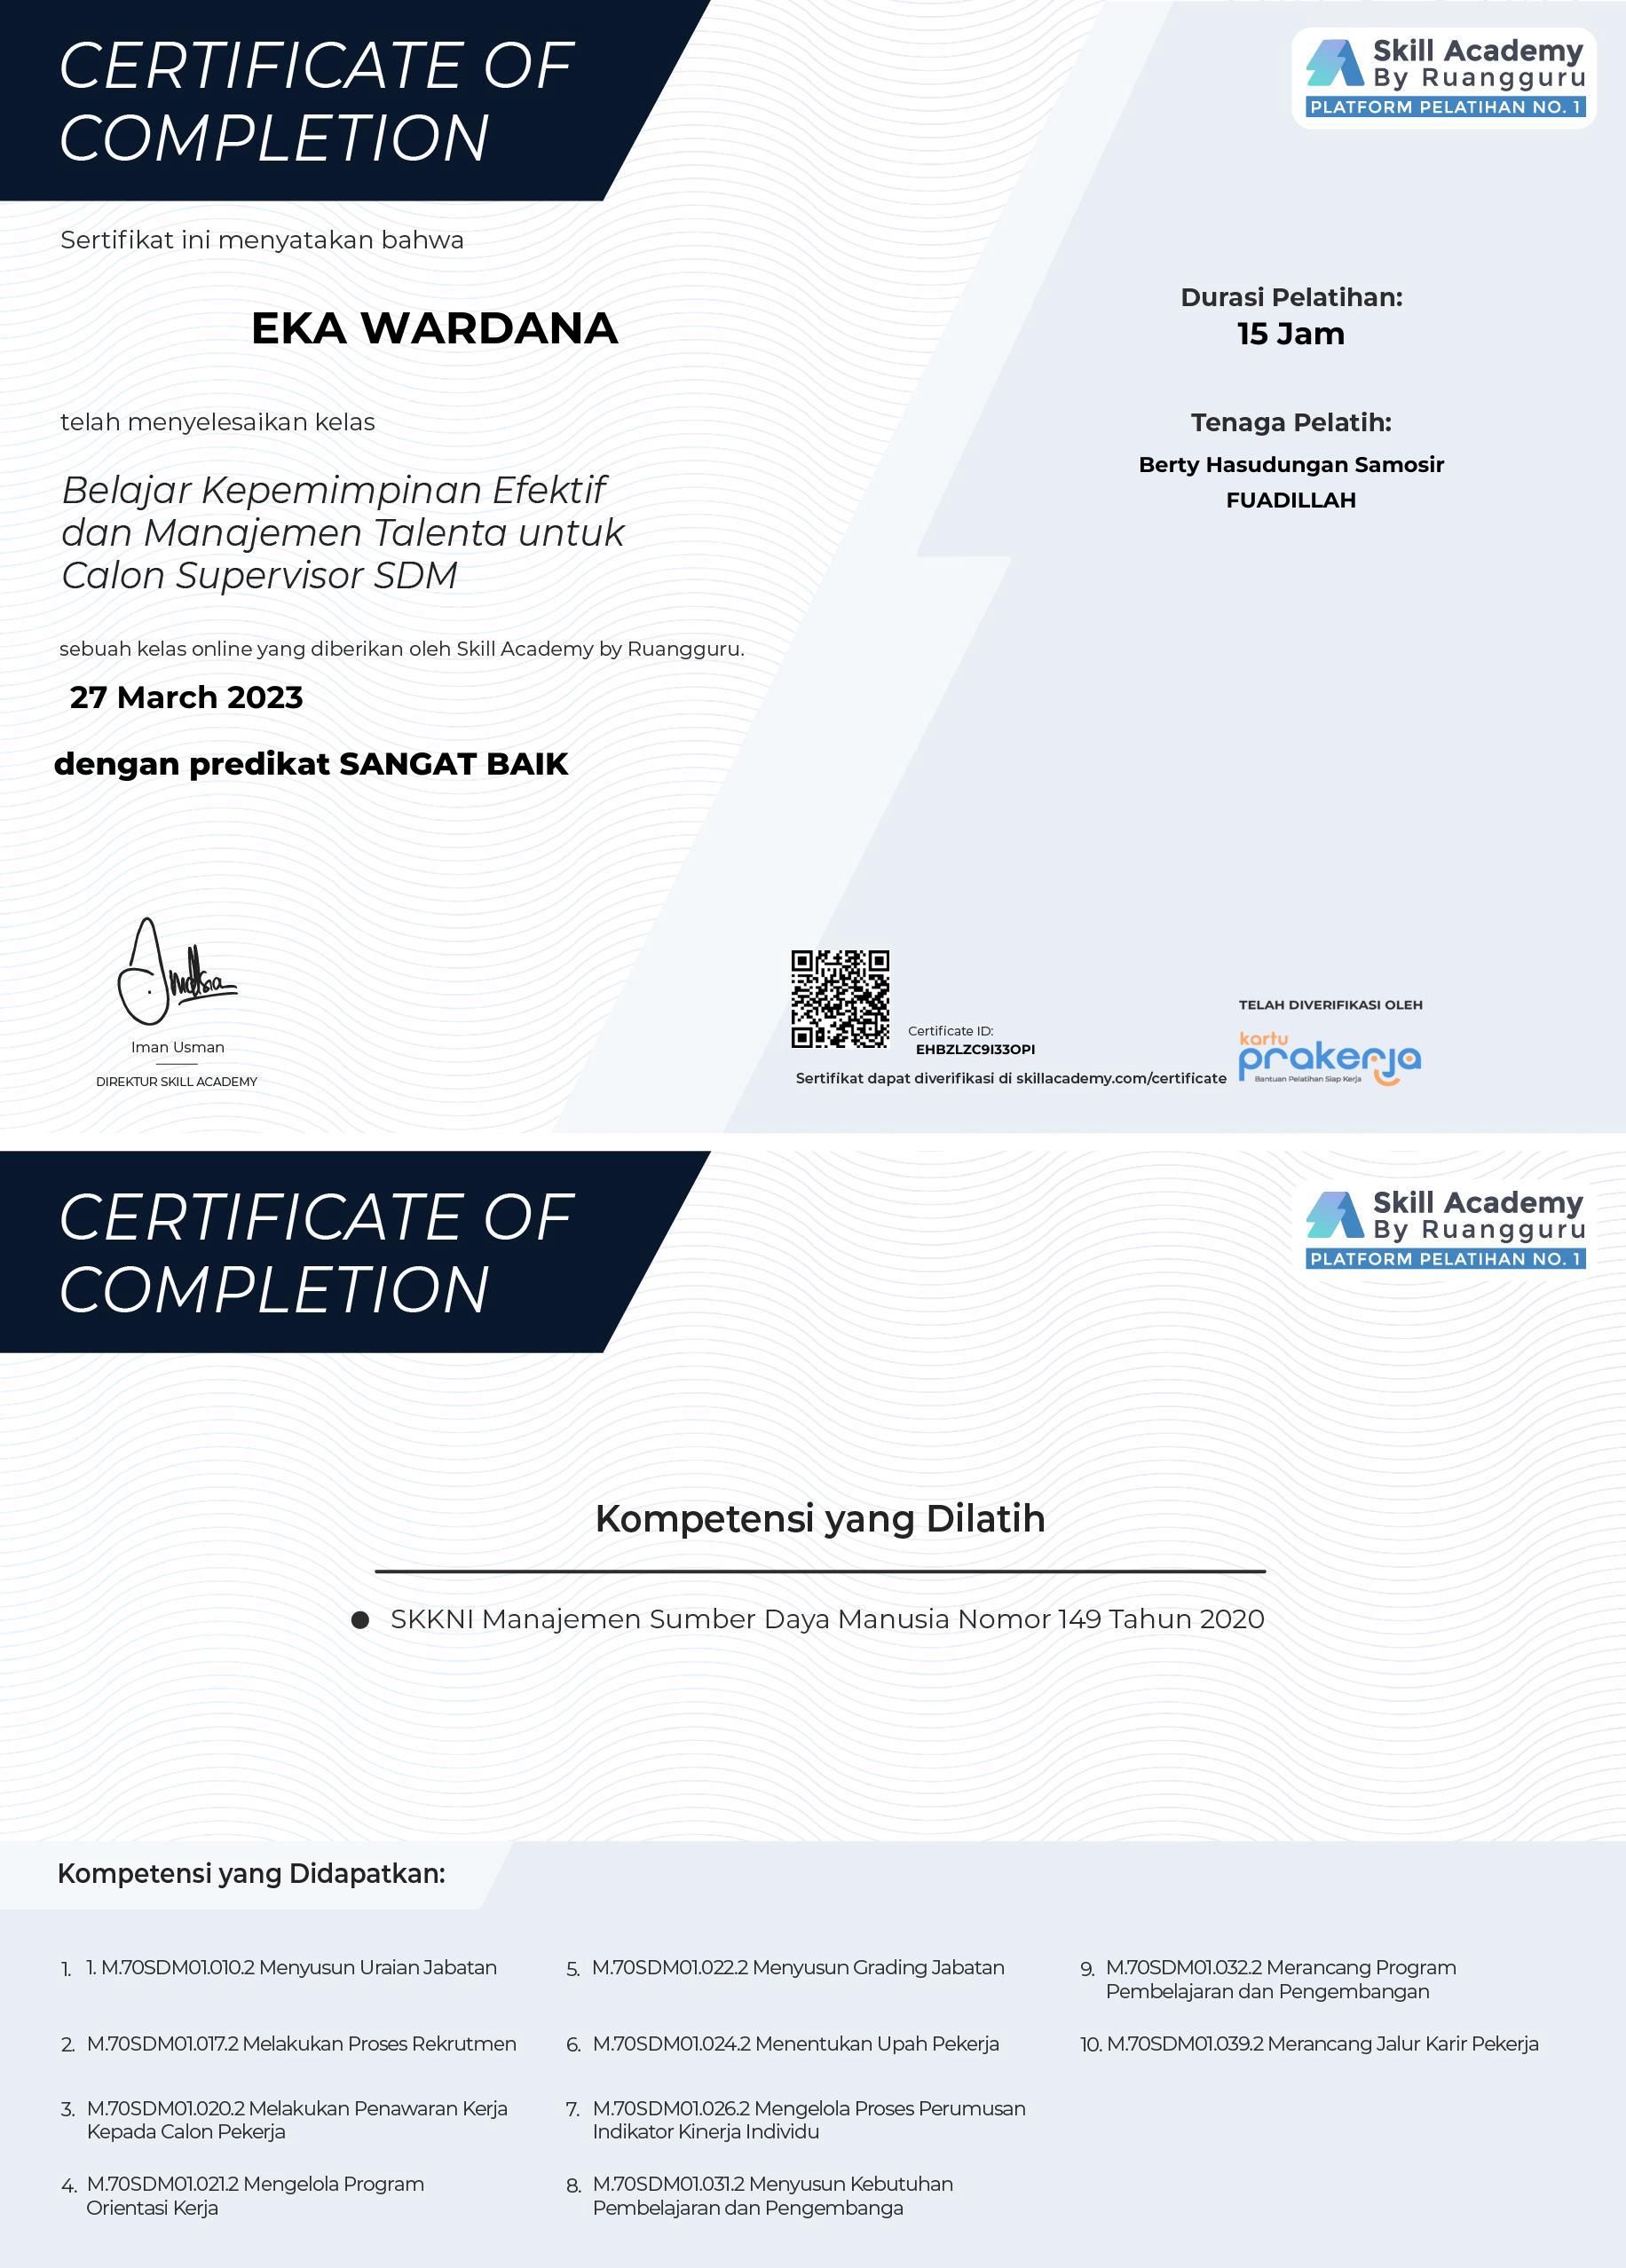 CERTIFICATE OF
COMPLETION
Skill Academy
By Ruangguru
PLATFORM PELATIHAN NO. 1
Sertifikat ini menyatakan bahwa
EKA WARDANA
telah menyelesaikan kelas
Belajar Kepemimpinan Efektif
dan Manajemen Talenta untuk
Calon Supervisor SDM
sebuah kelas online yang diberikan oleh Skill Academy by Ruangguru.
27 March 2023
dengan predikat SANGAT BAIK
Durasi Pelatihan:
15 Jam
Tenaga Pelatih:
Berty Hasudungan Samosir
FUADILLAH
Iman Usman
DIREKTUR SKILL ACADEMY
Certificate ID:
EHBZLZC9I33OPI
Sertifikat dapat diverifikasi di skillacademy.com/certificate
TELAH DIVERIFIKASI OLEH
kartu
prakerja
Bantuan Pelatihan Siap Kerja
CERTIFICATE OF
COMPLETION
Skill Academy
By Ruangguru
PLATFORM PELATIHAN NO. 1
Kompetensi yang Dilatih
● SKKNI Manajemen Sumber Daya Manusia Nomor 149 Tahun 2020
Kompetensi yang Didapatkan:
1. 1. M.70SDM01.010.2 Menyusun Uraian Jabatan
2. M.70SDM01.017.2 Melakukan Proses Rekrutmen
3. M.70SDM01.020.2 Melakukan Penawaran Kerja
Kepada Calon Pekerja
4. M.70SDM01.021.2 Mengelola Program
Orientasi Kerja
5. M.70SDM01.022.2 Menyusun Grading Jabatan
6. M.70SDM01.024.2 Menentukan Upah Pekerja
7. M.70SDM01.026.2 Mengelola Proses Perumusan
Indikator Kinerja Individu
8. M.70SDM01.031.2 Menyusun Kebutuhan
Pembelajaran dan Pengembanga
9. M.70SDM01.032.2 Merancang Program
Pembelajaran dan Pengembangan
10. M.70SDM01.039.2 Merancang Jalur Karir Pekerja